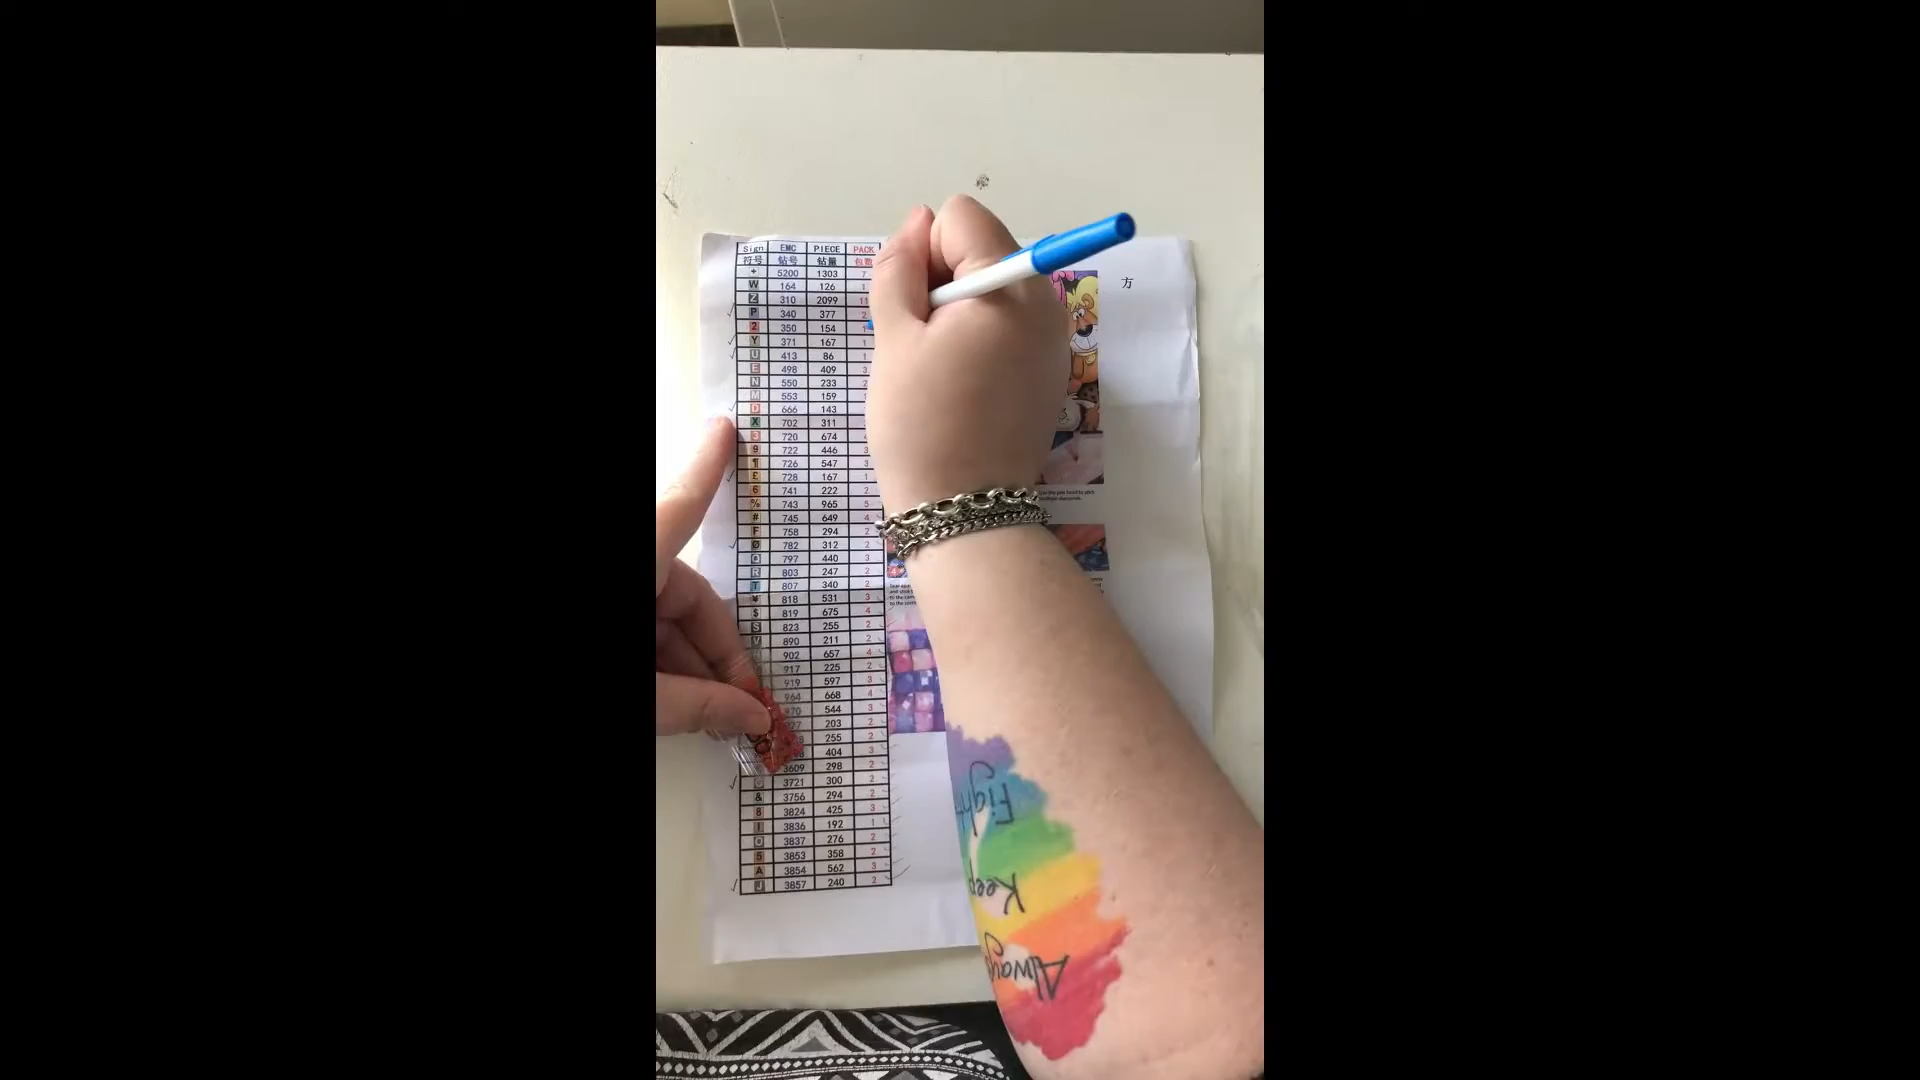 Sign EMC PIECE PACK
符号 钻号 钻量 包数
+ 5200 1303 7
W 164 126 1
Z 310 2099 11
P 340 377 2
2 350 154 1
Y 371 167 1
U 413 86 1
E 498 409 3
N 550 233 2
M 553 159
D 666 143
X 702 311
3 720 674
9 722 446 3
¶ 726 547 3
£ 728 167 1
6 741 222 2
% 743 965 5
# 745 649 4
F 758 294 2
Ø 782 312 2
Q 797 440 3
R 803 247 2
T 807 340 2
¥ 818 531 3
$ 819 675 4
S 823 255 2
V 890 211 2
902 657 4
917 225 2
919 597 3
964 668 4
970 544 3
203 2
255 2
404 3
3609 298 2
G 3721 300 2
& 3756 294 2
8 3824 425 3
I 3836 192 1
O 3837 276 2
5 3853 358 2
A 3854 562 3
J 3857 240 2
方
4
Always
Keep
Fight